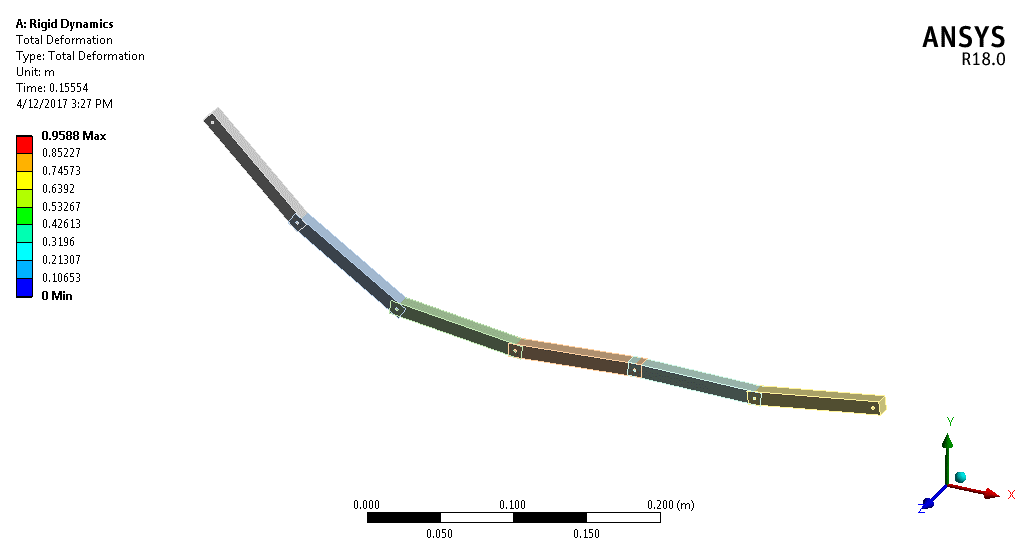 A: Rigid Dynamics
Total Deformation
Type: Total Deformation
Unit: m
Time: 0.15554
4/12/2017 3:27 PM
0.9588 Max
0.85227
0.74573
0.6392
0.53267
0.42613
0.3196
0.21307
0.10653
0 Min
ANSYS
R18.0
0.000
0.100
0.200 (m)
0.050
0.150
Y
X
Z